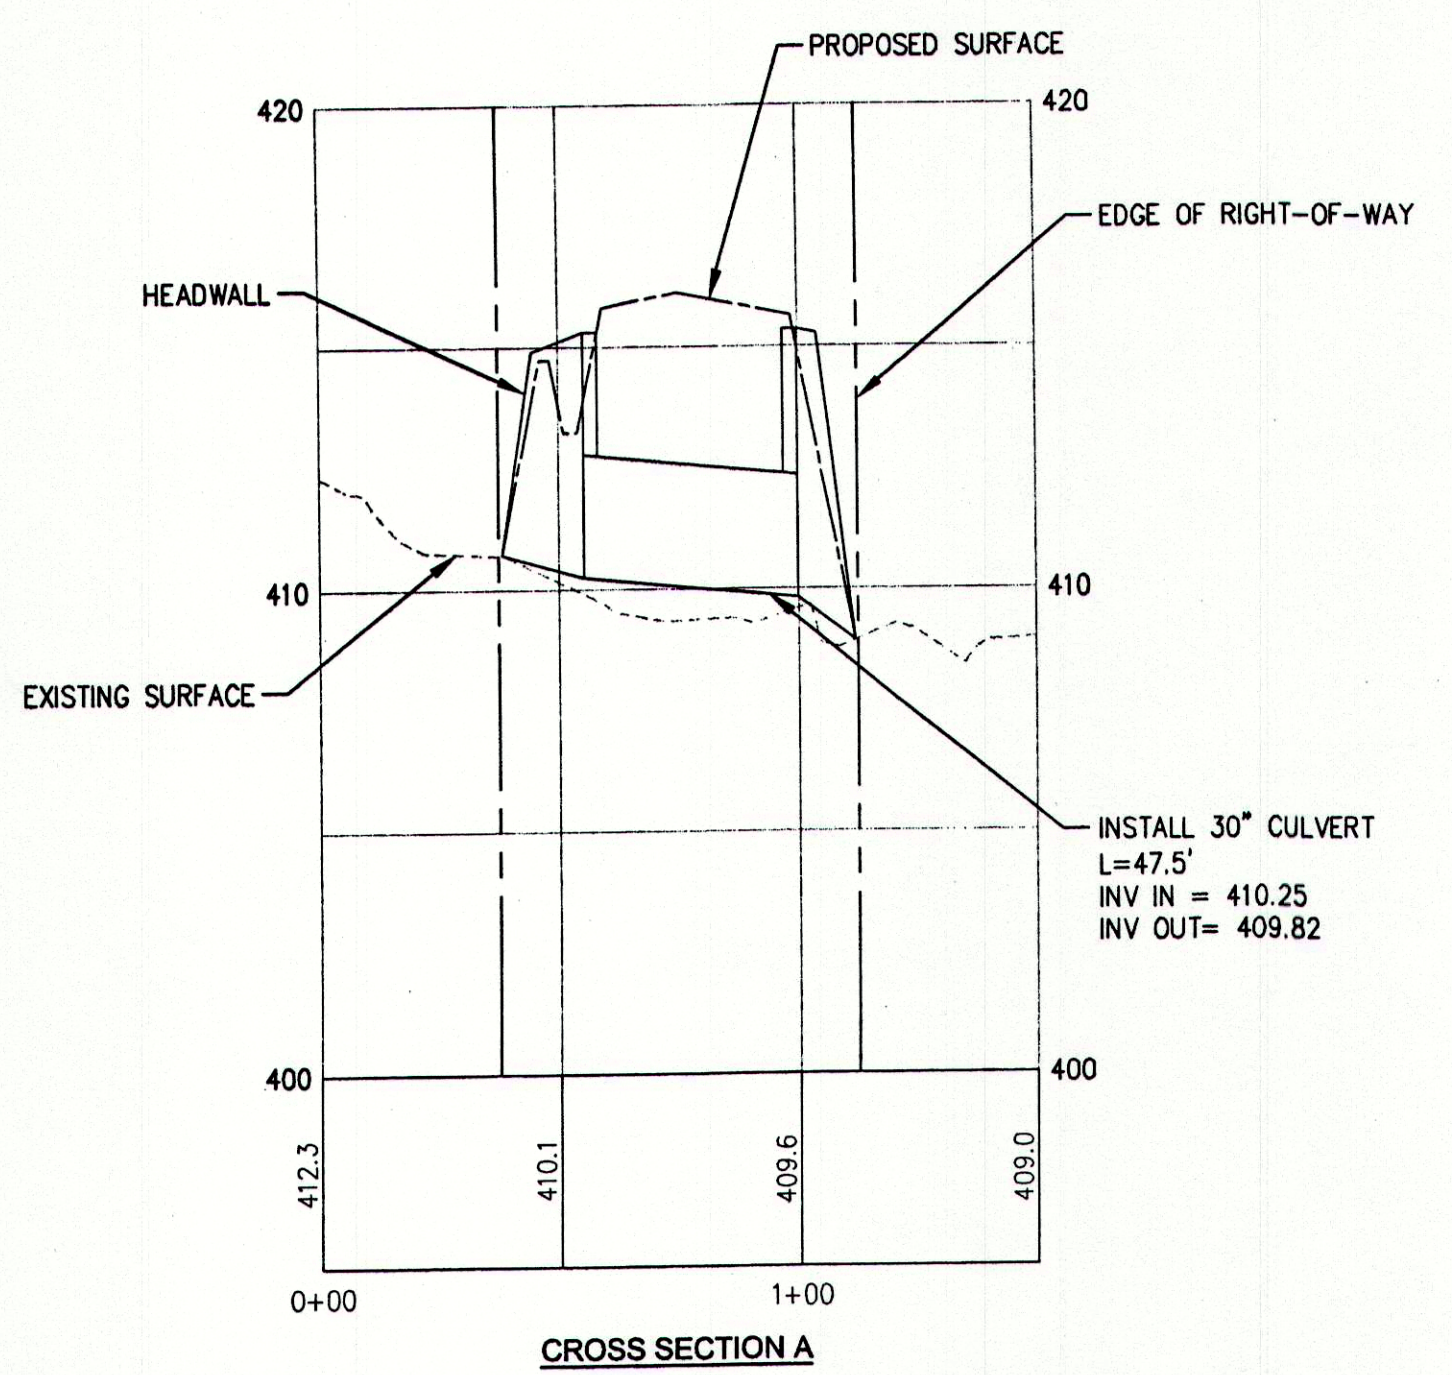 PROPOSED SURFACE
420
420
EDGE OF RIGHT-OF-WAY
HEADWALL
410
410
EXISTING SURFACE
INSTALL 30" CULVERT
L=47.5'
INV IN = 410.25
INV OUT= 409.82
400
400
412.3
410.1
409.6
409.0
0+00
1+00
CROSS SECTION A